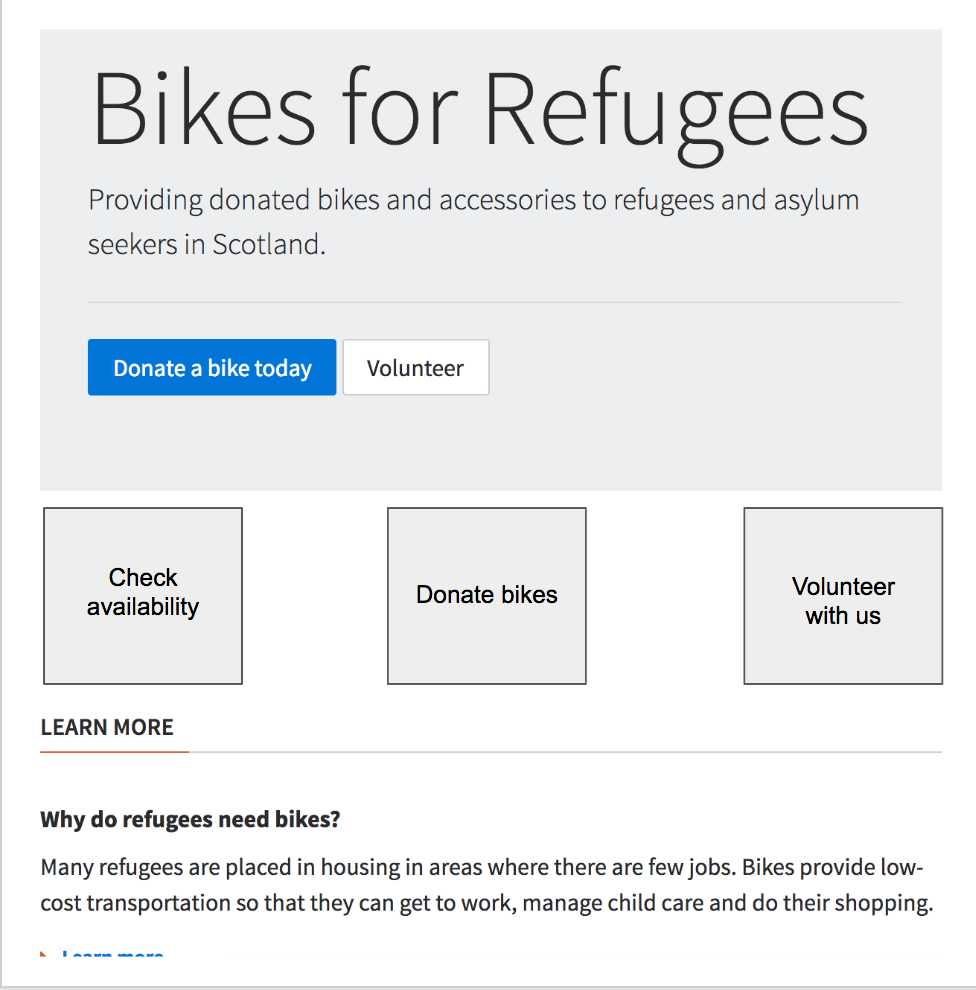 Bikes for Refugees
Providing donated bikes and accessories to refugees and asylum
seekers in Scotland.
Donate a bike today
Volunteer
Check
availability
Donate bikes
Volunteer
with us
LEARN MORE
Why do refugees need bikes?
Many refugees are placed in housing in areas where there are few jobs. Bikes provide low-
cost transportation so that they can get to work, manage child care and do their shopping.
Learn more